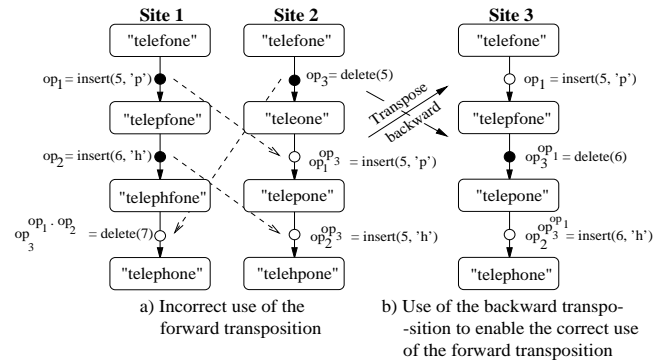 Site 1 Site 2 Site 3
"telefone" "telefone" "telefone"
op1 = insert(5, 'p') op3 = delete(5) Transpose backward op1 = insert(5, 'p')
"telepfone" "teleone" "telepfone"
op2 = insert(6, 'h') op1^op3 = insert(5, 'p') op3^op1 = delete(6)
"telephfone" "telepone" "telepone"
op3^op1 . op2 = delete(7) op2^op3 = insert(5, 'h') op2^op3^op1 = insert(6, 'h')
"telephone" "telehpone" "telephone"
a) Incorrect use of the
forward transposition
b) Use of the backward transpo-
-sition to enable the correct use
of the forward transposition